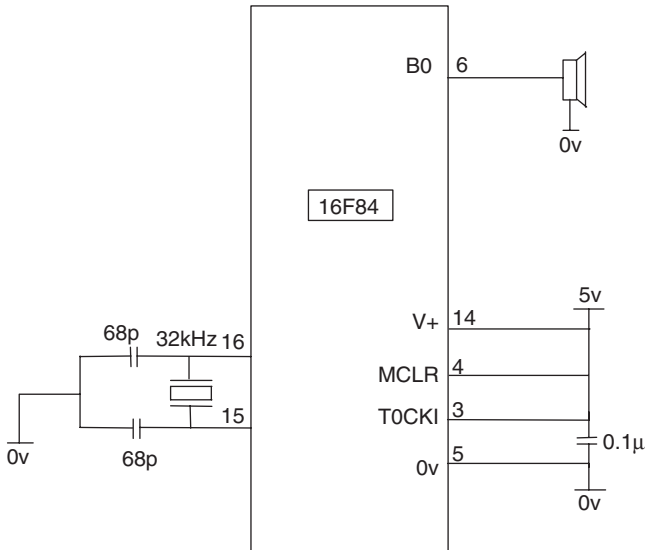 B0 6
0v
16F84
5v
V+ 14
68p 32kHz 16
MCLR 4
T0CKI 3
15
0.1µ
0v 5
0v
68p
0v